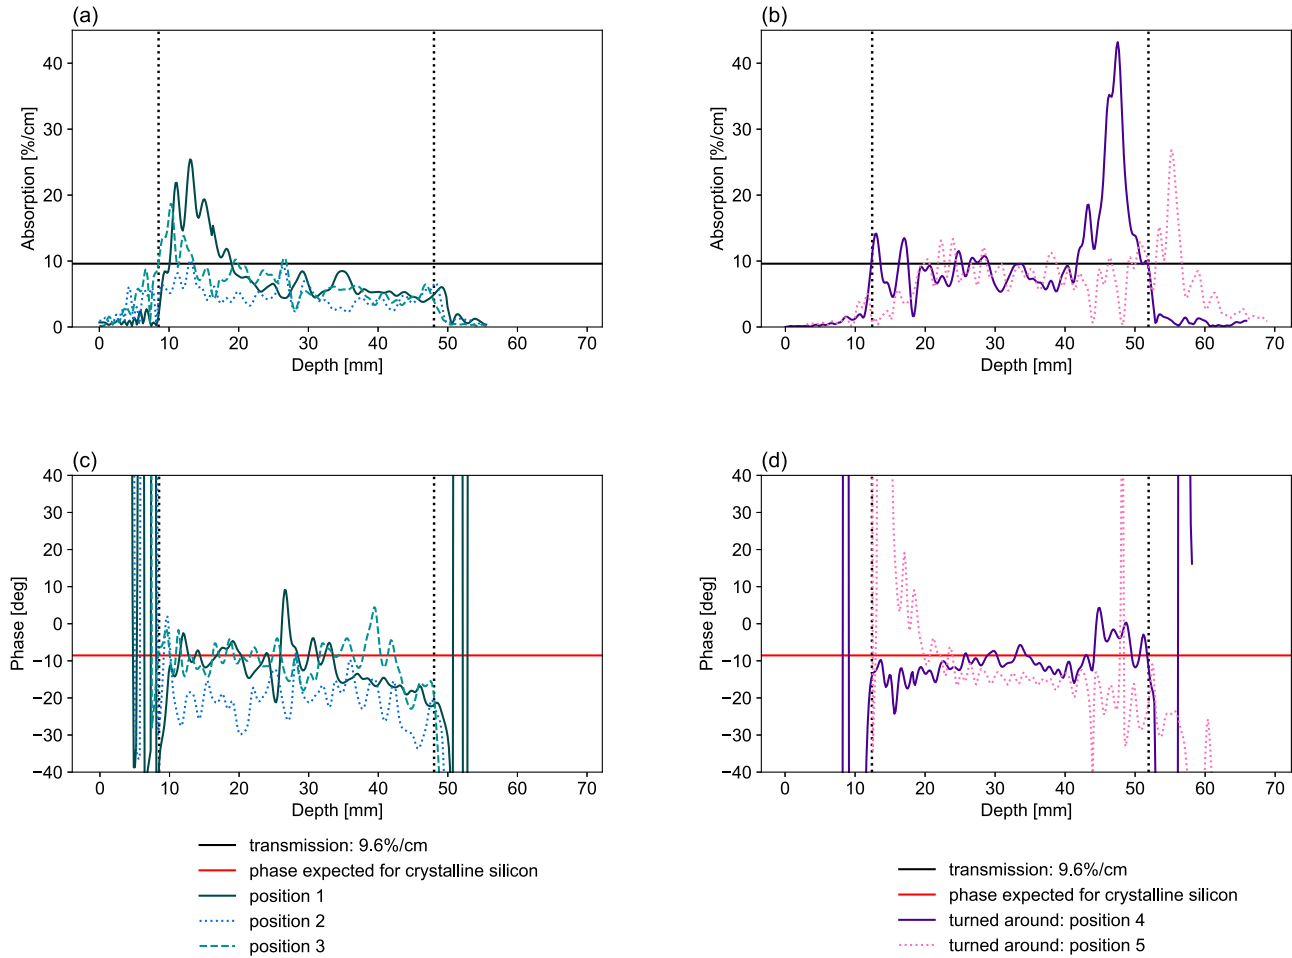 (a)
40
30
20
10
0
Absorption [%/cm]
0 10 20 30 40 50 60 70
Depth [mm]
(b)
40
30
20
10
0
Absorption [%/cm]
0 10 20 30 40 50 60 70
Depth [mm]
(c)
40
30
20
10
0
−10
−20
−30
−40
Phase [deg]
0 10 20 30 40 50 60 70
Depth [mm]
transmission: 9.6%/cm
phase expected for crystalline silicon
position 1
position 2
position 3
(d)
40
30
20
10
0
−10
−20
−30
−40
Phase [deg]
0 10 20 30 40 50 60 70
Depth [mm]
transmission: 9.6%/cm
phase expected for crystalline silicon
turned around: position 4
turned around: position 5